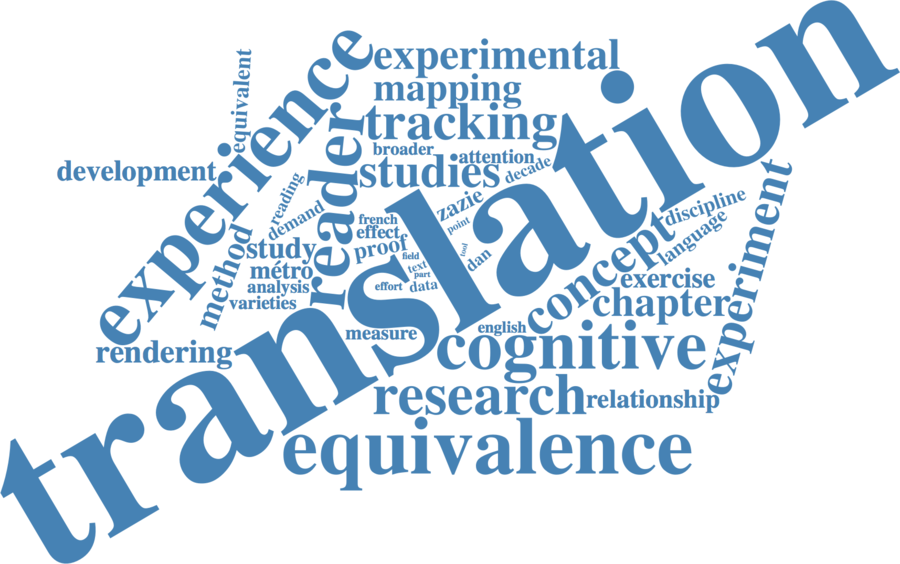 translation
experience
experimental
equivalent
mapping
tracking
reader
broader
attention
development
studies
decade
reading
zazie
demand
french
effect
point
discipline
experiment
method
study
proof
field
tool
dan
language
concept
métro
text
part
analysis
effort
data
exercise
varieties
chapter
measure
english
rendering
cognitive
research
relationship
equivalence